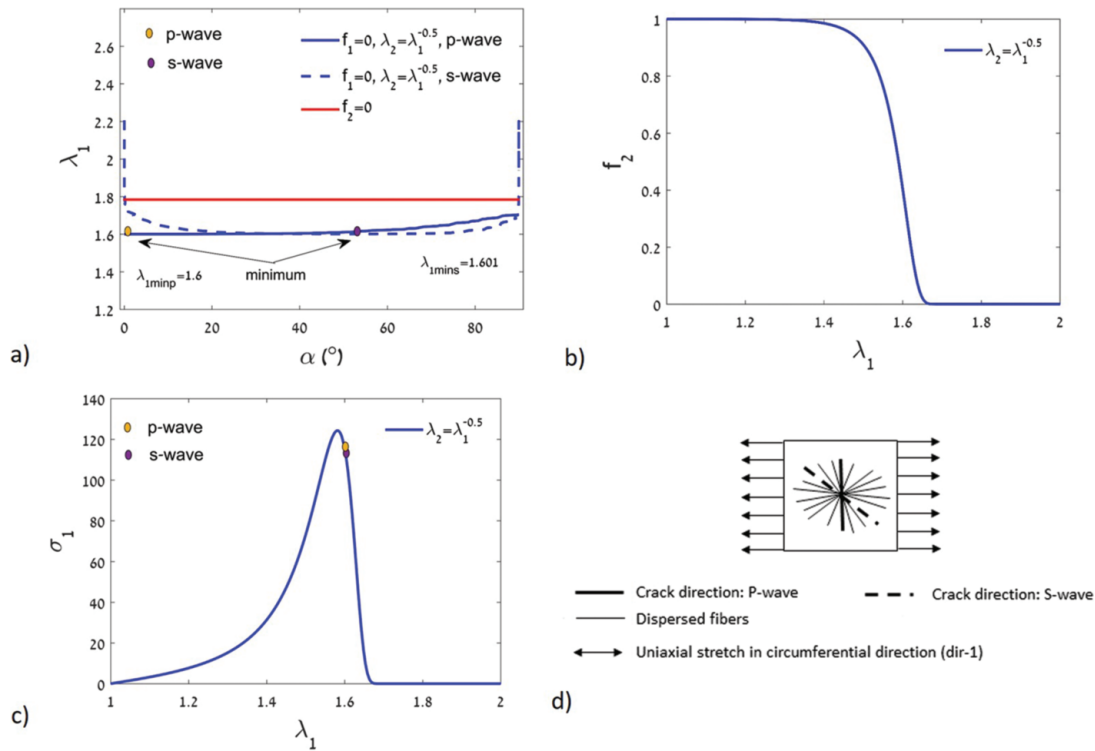 p-wave
s-wave
f₁=0, λ₂=λ₁^-0.5, p-wave
f₁=0, λ₂=λ₁^-0.5, s-wave
f₂=0
2.6
2.2
2
1.8
1.6
1.4
1.2
λ₁
λ₁minp=1.6
minimum
λ₁mins=1.601
0 20 40 60 80
α (°)
a)
λ₂=λ₁^-0.5
1
0.8
0.6
0.4
0.2
0
f₂
1 1.2 1.4 1.6 1.8 2
λ₁
b)
p-wave
s-wave
λ₂=λ₁^-0.5
140
120
100
80
60
40
20
0
σ₁
1 1.2 1.4 1.6 1.8 2
λ₁
c)
Crack direction: P-wave
Crack direction: S-wave
Dispersed fibers
Uniaxial stretch in circumferential direction (dir-1)
d)